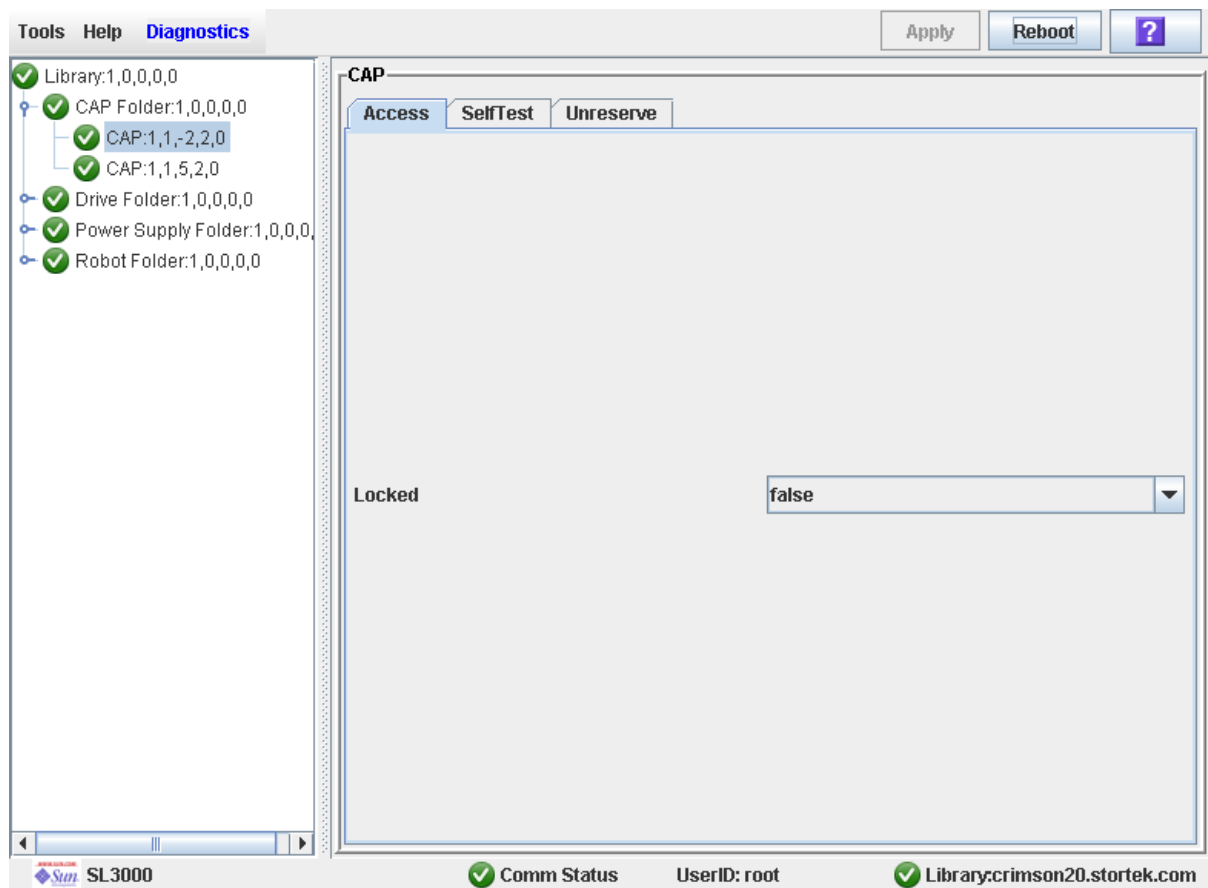 Tools Help Diagnostics Apply Reboot ?
Library:1,0,0,0,0
CAP Folder:1,0,0,0,0
CAP:1,1,-2,2,0
CAP:1,1,5,2,0
Drive Folder:1,0,0,0,0
Power Supply Folder:1,0,0,0,
Robot Folder:1,0,0,0,0
CAP
Access SelfTest Unreserve
Locked false
Sun SL3000 Comm Status UserID: root Library:crimson20.stortek.com